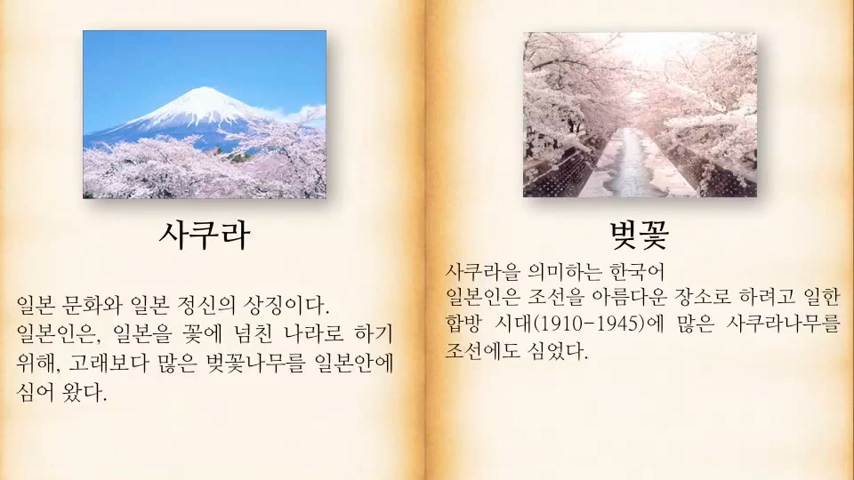 사쿠라
일본 문화와 일본 정신의 상징이다.
일본인은, 일본을 꽃에 넘친 나라로 하기
위해, 고래보다 많은 벚꽃나무를 일본안에
심어 왔다.
벚꽃
사쿠라을 의미하는 한국어
일본인은 조선을 아름다운 장소로 하려고 일한
합방 시대(1910-1945)에 많은 사쿠라나무를
조선에도 심었다.